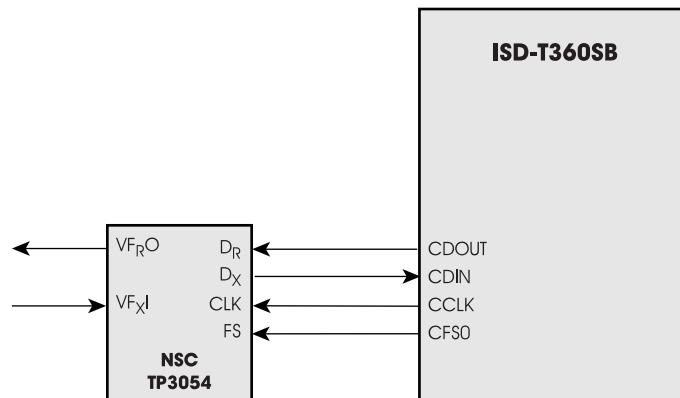 ISD-T360SB
VFRO DR CDOUT
DX CDIN
VFXI CLK CCLK
FS CFS0
NSC
TP3054